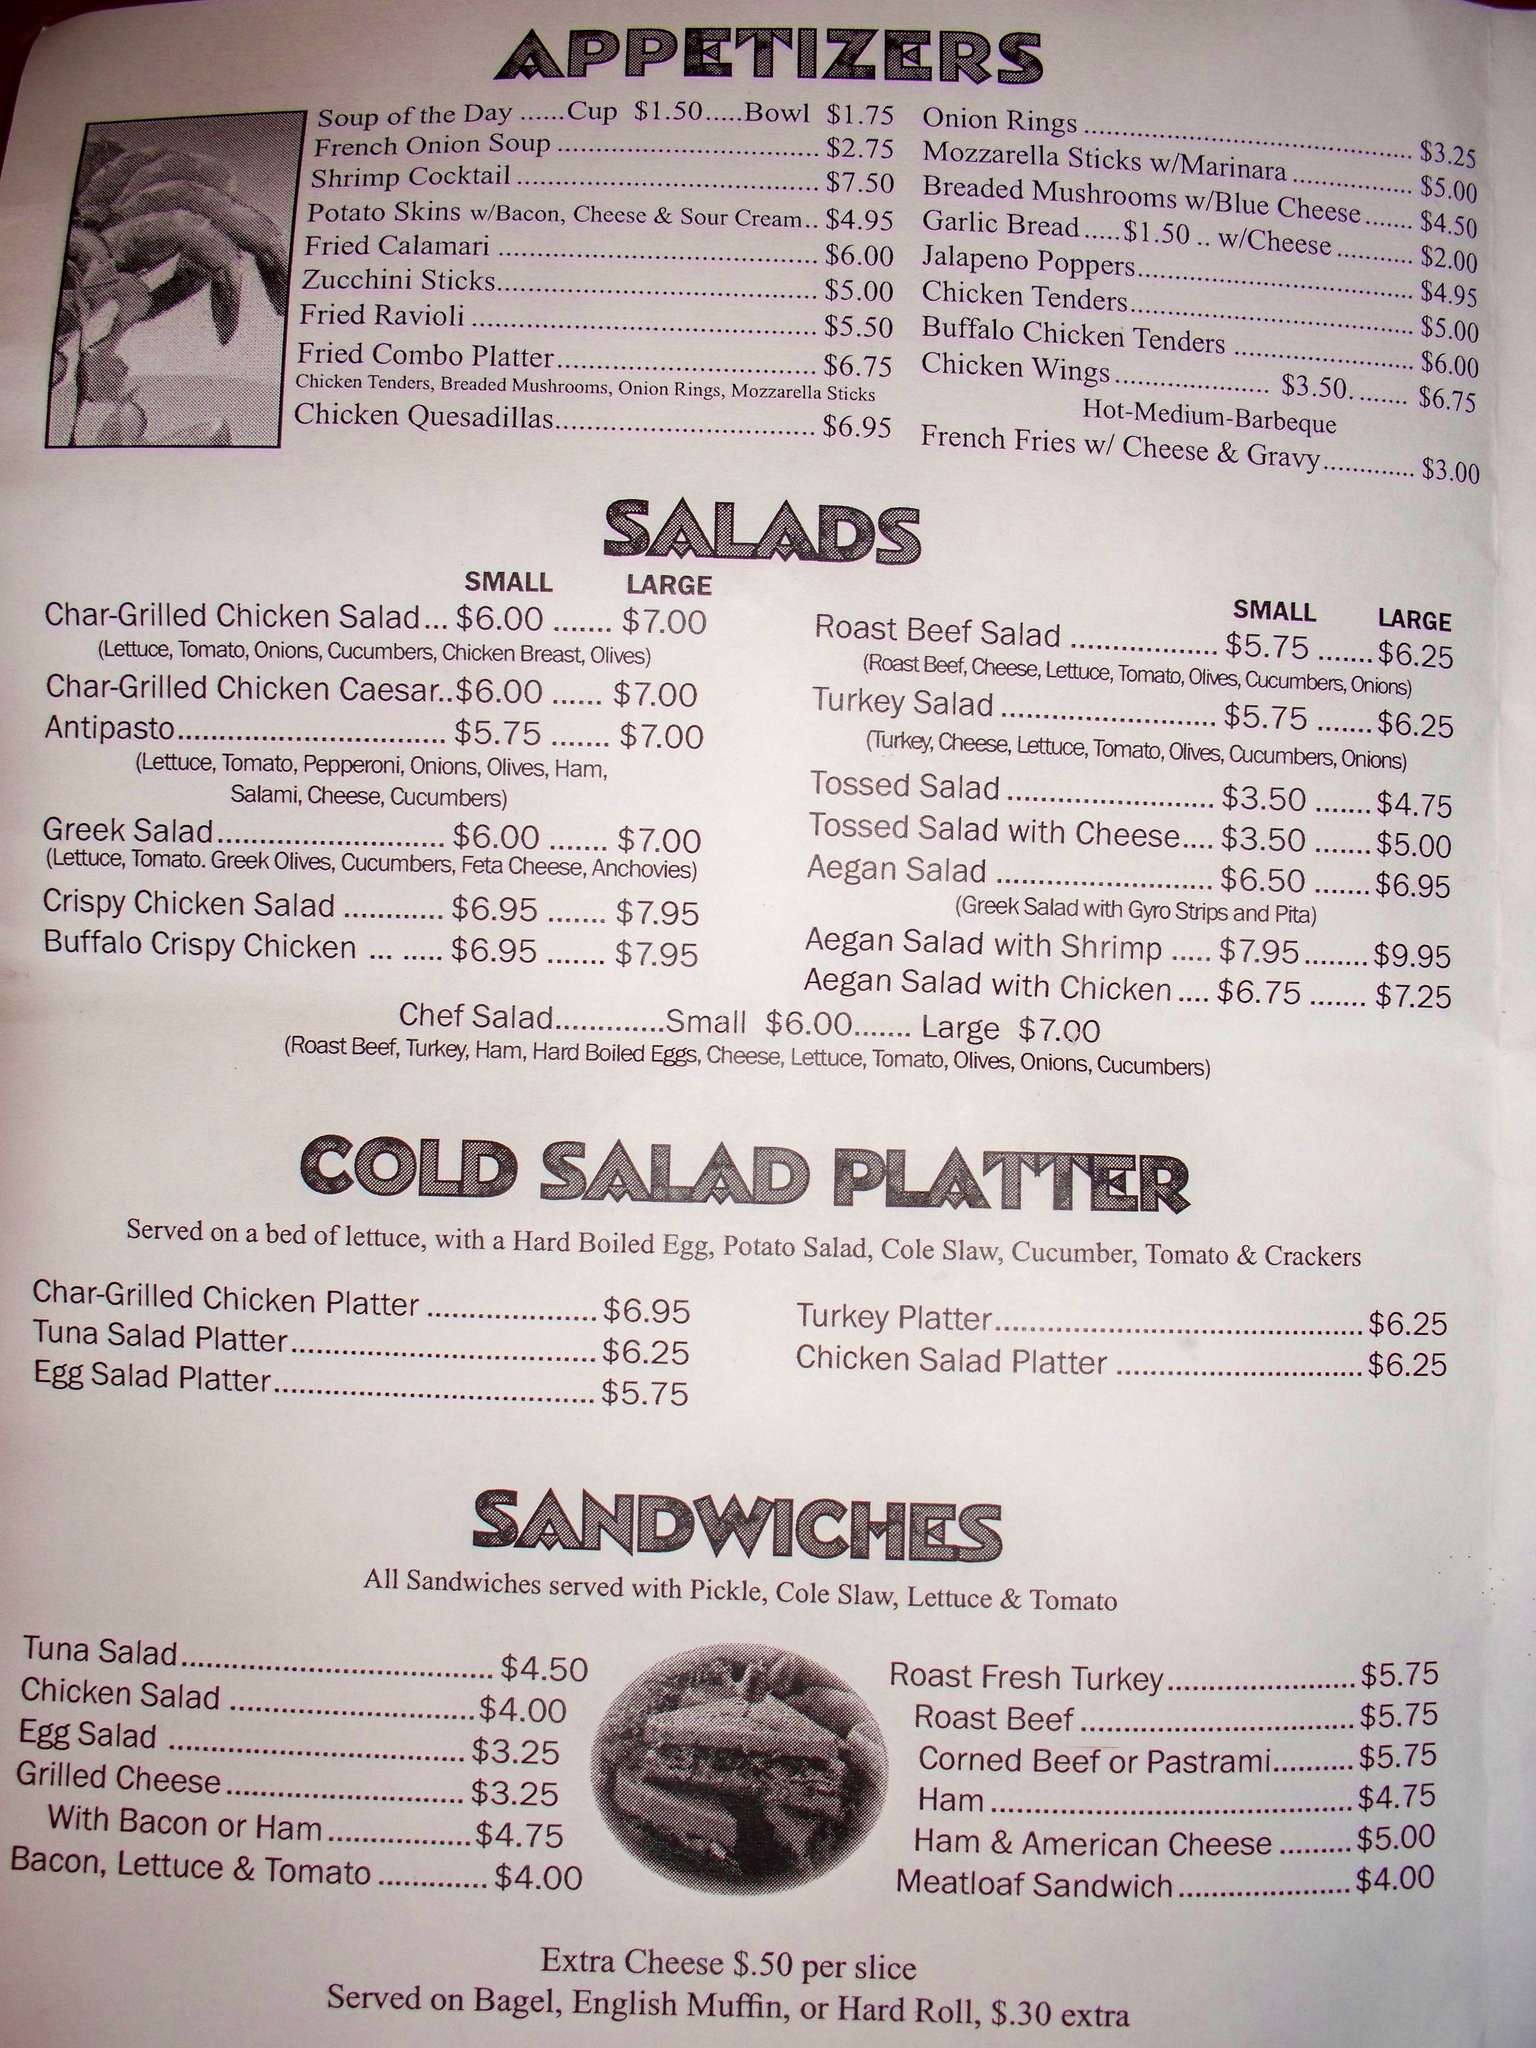 APPETIZERS
Soup of the Day ......Cup $1.50.....Bowl $1.75
French Onion Soup ................................ $2.75
Shrimp Cocktail ..................................... $7.50
Potato Skins w/Bacon, Cheese & Sour Cream.. $4.95
Fried Calamari ....................................... $6.00
Zucchini Sticks....................................... $5.00
Fried Ravioli .......................................... $5.50
Fried Combo Platter................................ $6.75
Chicken Tenders, Breaded Mushrooms, Onion Rings, Mozzarella Sticks
Chicken Quesadillas................................ $6.95
Onion Rings ........................................ $3.25
Mozzarella Sticks w/Marinara ............... $5.00
Breaded Mushrooms w/Blue Cheese....... $4.50
Garlic Bread.....$1.50 .. w/Cheese .......... $2.00
Jalapeno Poppers.................................. $4.95
Chicken Tenders................................... $5.00
Buffalo Chicken Tenders ...................... $6.00
Chicken Wings................... $3.50........ $6.75
Hot-Medium-Barbeque
French Fries w/ Cheese & Gravy............. $3.00
SALADS
SMALL LARGE
Char-Grilled Chicken Salad... $6.00 ....... $7.00
(Lettuce, Tomato, Onions, Cucumbers, Chicken Breast, Olives)
Char-Grilled Chicken Caesar..$6.00 ...... $7.00
Antipasto................................ $5.75 ....... $7.00
(Lettuce, Tomato, Pepperoni, Onions, Olives, Ham,
Salami, Cheese, Cucumbers)
Greek Salad............................ $6.00 ....... $7.00
(Lettuce, Tomato. Greek Olives, Cucumbers, Feta Cheese, Anchovies)
Crispy Chicken Salad ............ $6.95 ....... $7.95
Buffalo Crispy Chicken ... ..... $6.95 ....... $7.95
SMALL LARGE
Roast Beef Salad .................. $5.75 .......$6.25
(Roast Beef, Cheese, Lettuce, Tomato, Olives, Cucumbers, Onions)
Turkey Salad .......................... $5.75 .......$6.25
(Turkey, Cheese, Lettuce, Tomato, Olives, Cucumbers, Onions)
Tossed Salad ......................... $3.50 .......$4.75
Tossed Salad with Cheese.... $3.50 .......$5.00
Aegan Salad .......................... $6.50 .......$6.95
(Greek Salad with Gyro Strips and Pita)
Aegan Salad with Shrimp ..... $7.95........$9.95
Aegan Salad with Chicken .... $6.75 ....... $7.25
Chef Salad.............Small $6.00....... Large $7.00
(Roast Beef, Turkey, Ham, Hard Boiled Eggs, Cheese, Lettuce, Tomato, Olives, Onions, Cucumbers)
COLD SALAD PLATTER
Served on a bed of lettuce, with a Hard Boiled Egg, Potato Salad, Cole Slaw, Cucumber, Tomato & Crackers
Char-Grilled Chicken Platter ....................$6.95
Tuna Salad Platter.....................................$6.25
Egg Salad Platter.......................................$5.75
Turkey Platter............................................$6.25
Chicken Salad Platter ..............................$6.25
SANDWICHES
All Sandwiches served with Pickle, Cole Slaw, Lettuce & Tomato
Tuna Salad...................................... $4.50
Chicken Salad .............................$4.00
Egg Salad .................................... $3.25
Grilled Cheese............................. $3.25
With Bacon or Ham.................$4.75
Bacon, Lettuce & Tomato ............. $4.00
Roast Fresh Turkey.......................$5.75
Roast Beef .................................$5.75
Corned Beef or Pastrami..........$5.75
Ham ............................................$4.75
Ham & American Cheese .........$5.00
Meatloaf Sandwich.....................$4.00
Extra Cheese $.50 per slice
Served on Bagel, English Muffin, or Hard Roll, $.30 extra